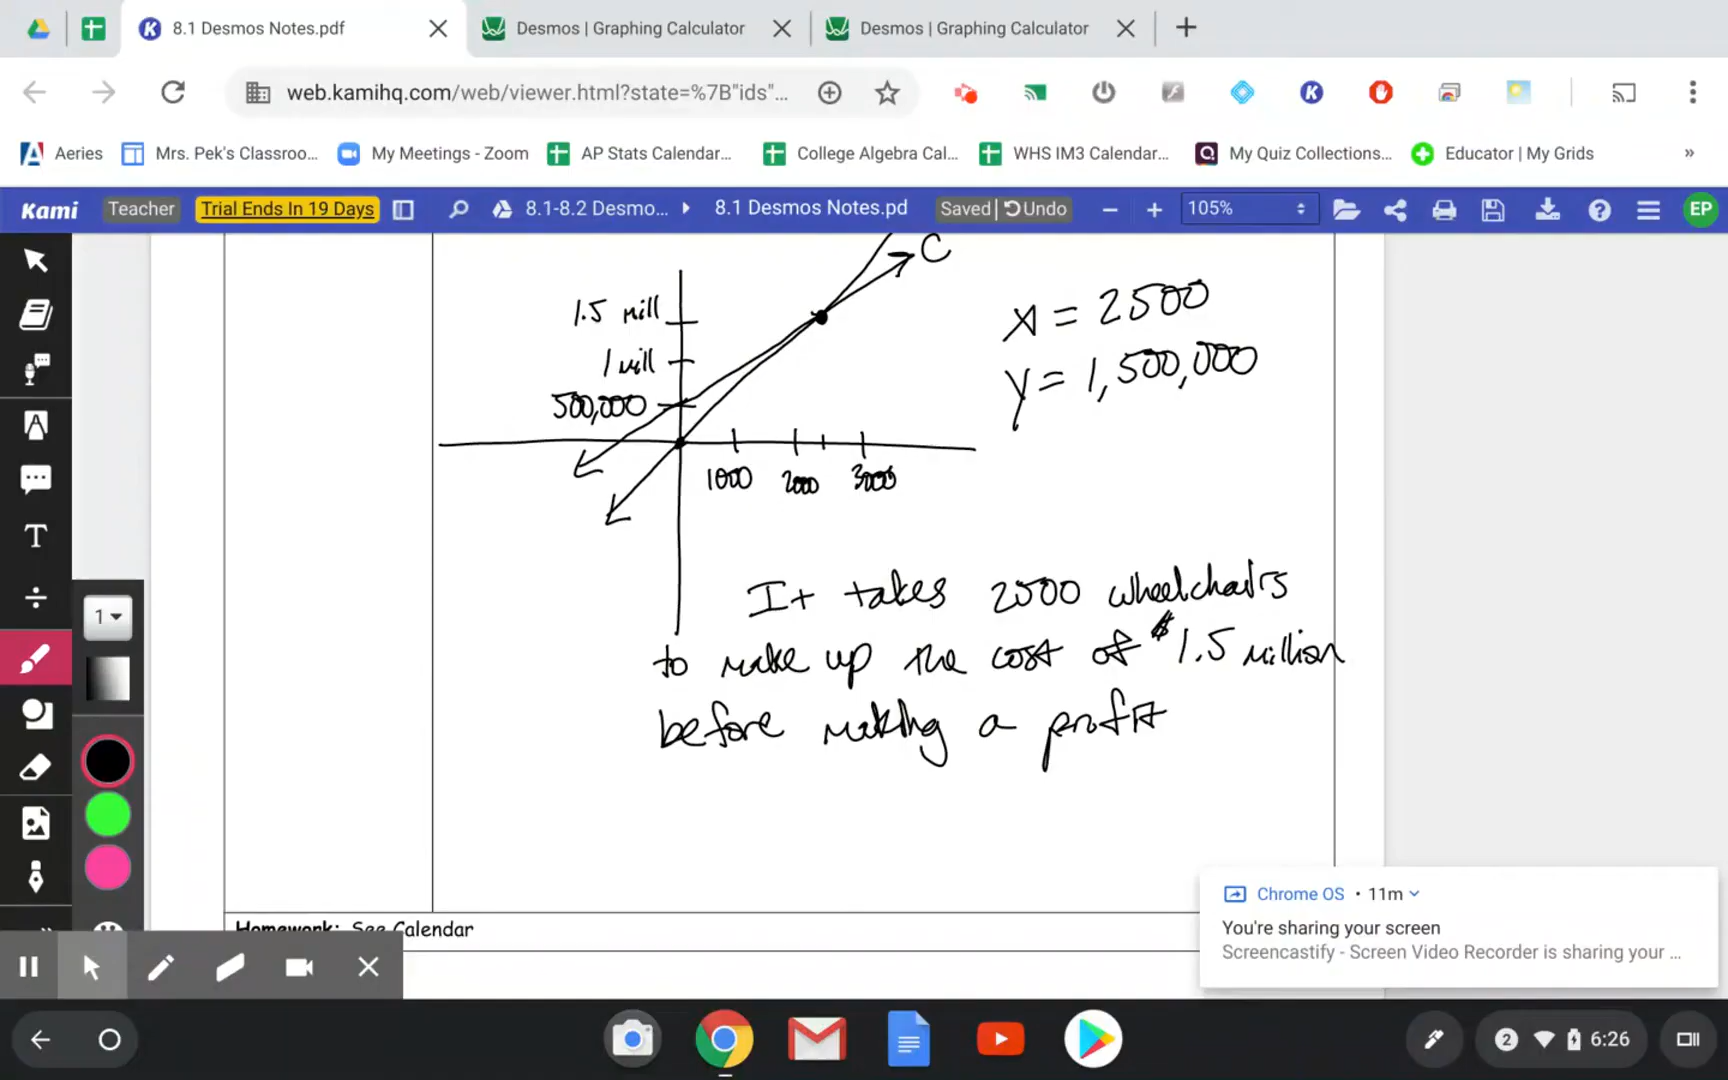 8.1 Desmos Notes.pdf
Desmos | Graphing Calculator
Desmos | Graphing Calculator
web.kamihq.com/web/viewer.html?state=%7B"ids"...
Aeries
Mrs. Pek's Classroo...
My Meetings - Zoom
AP Stats Calendar...
College Algebra Cal...
WHS IM3 Calendar...
My Quiz Collections...
Educator | My Grids
»
Kami
Teacher
Trial Ends In 19 Days
8.1-8.2 Desmo...
8.1 Desmos Notes.pd
Saved | Undo
105%
EP
C
1.5 mill
1 mill
500,000
1000 2000 3000
x = 2500
y = 1,500,000
It takes 2500 wheelchairs
to make up the cost of $1.5 million
before making a profit
T
1
Homework: See Calendar
Chrome OS • 11m
You're sharing your screen
Screencastify - Screen Video Recorder is sharing your ...
2
6:26